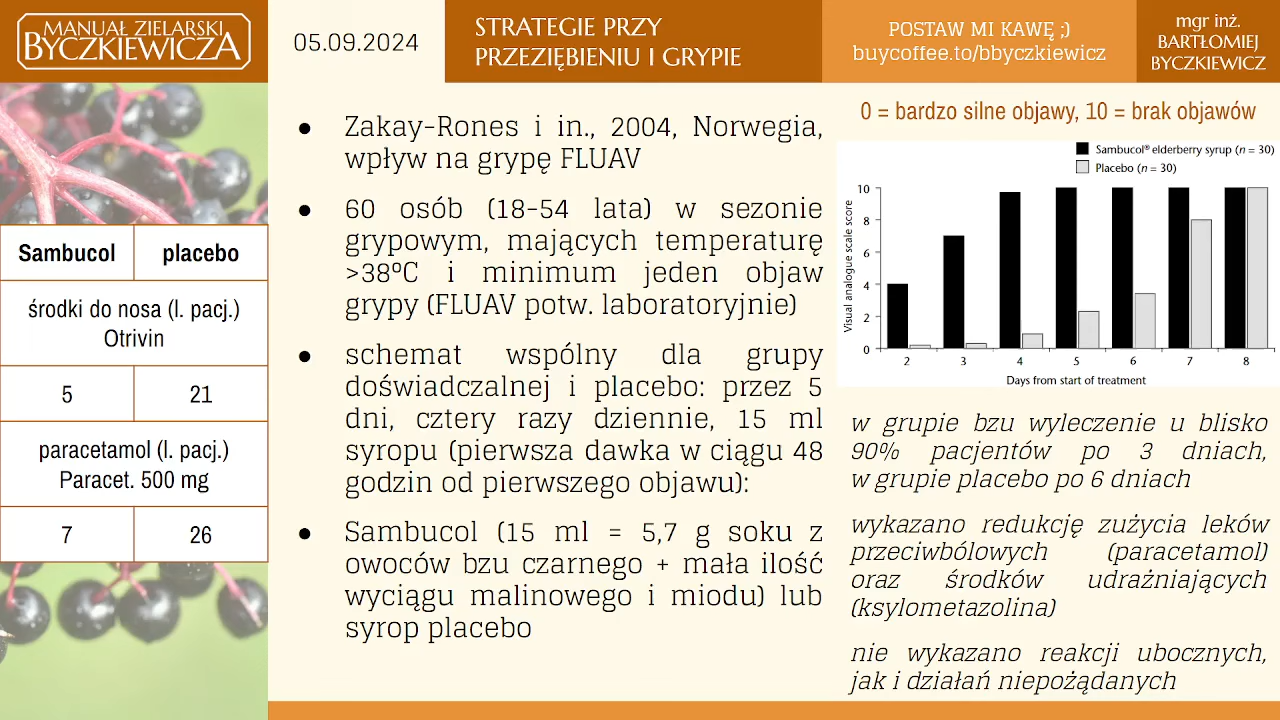 MANUAŁ ZIELARSKI
BYCZKIEWICZA
05.09.2024
STRATEGIE PRZY
PRZEZIĘBIENIU I GRYPIE
POSTAW MI KAWĘ ;)
buycoffee.to/bbyczkiewicz
mgr inż.
BARTŁOMIEJ
BYCZKIEWICZ
Sambucol placebo
środki do nosa (l. pacj.)
Otrivin
5 21
paracetamol (l. pacj.)
Paracet. 500 mg
7 26
● Zakay-Rones i in., 2004, Norwegia,
wpływ na grypę FLUAV
● 60 osób (18-54 lata) w sezonie
grypowym, mających temperaturę
>38ºC i minimum jeden objaw
grypy (FLUAV potw. laboratoryjnie)
● schemat wspólny dla grupy
doświadczalnej i placebo: przez 5
dni, cztery razy dziennie, 15 ml
syropu (pierwsza dawka w ciągu 48
godzin od pierwszego objawu):
● Sambucol (15 ml = 5,7 g soku z
owoców bzu czarnego + mała ilość
wyciągu malinowego i miodu) lub
syrop placebo
0 = bardzo silne objawy, 10 = brak objawów
Sambucol® elderberry syrup (n = 30)
Placebo (n = 30)
Visual analogue scale score
10
8
6
4
2
0
2 3 4 5 6 7 8
Days from start of treatment
w grupie bzu wyleczenie u blisko
90% pacjentów po 3 dniach,
w grupie placebo po 6 dniach
wykazano redukcję zużycia leków
przeciwbólowych (paracetamol)
oraz środków udrażniających
(ksylometazolina)
nie wykazano reakcji ubocznych,
jak i działań niepożądanych